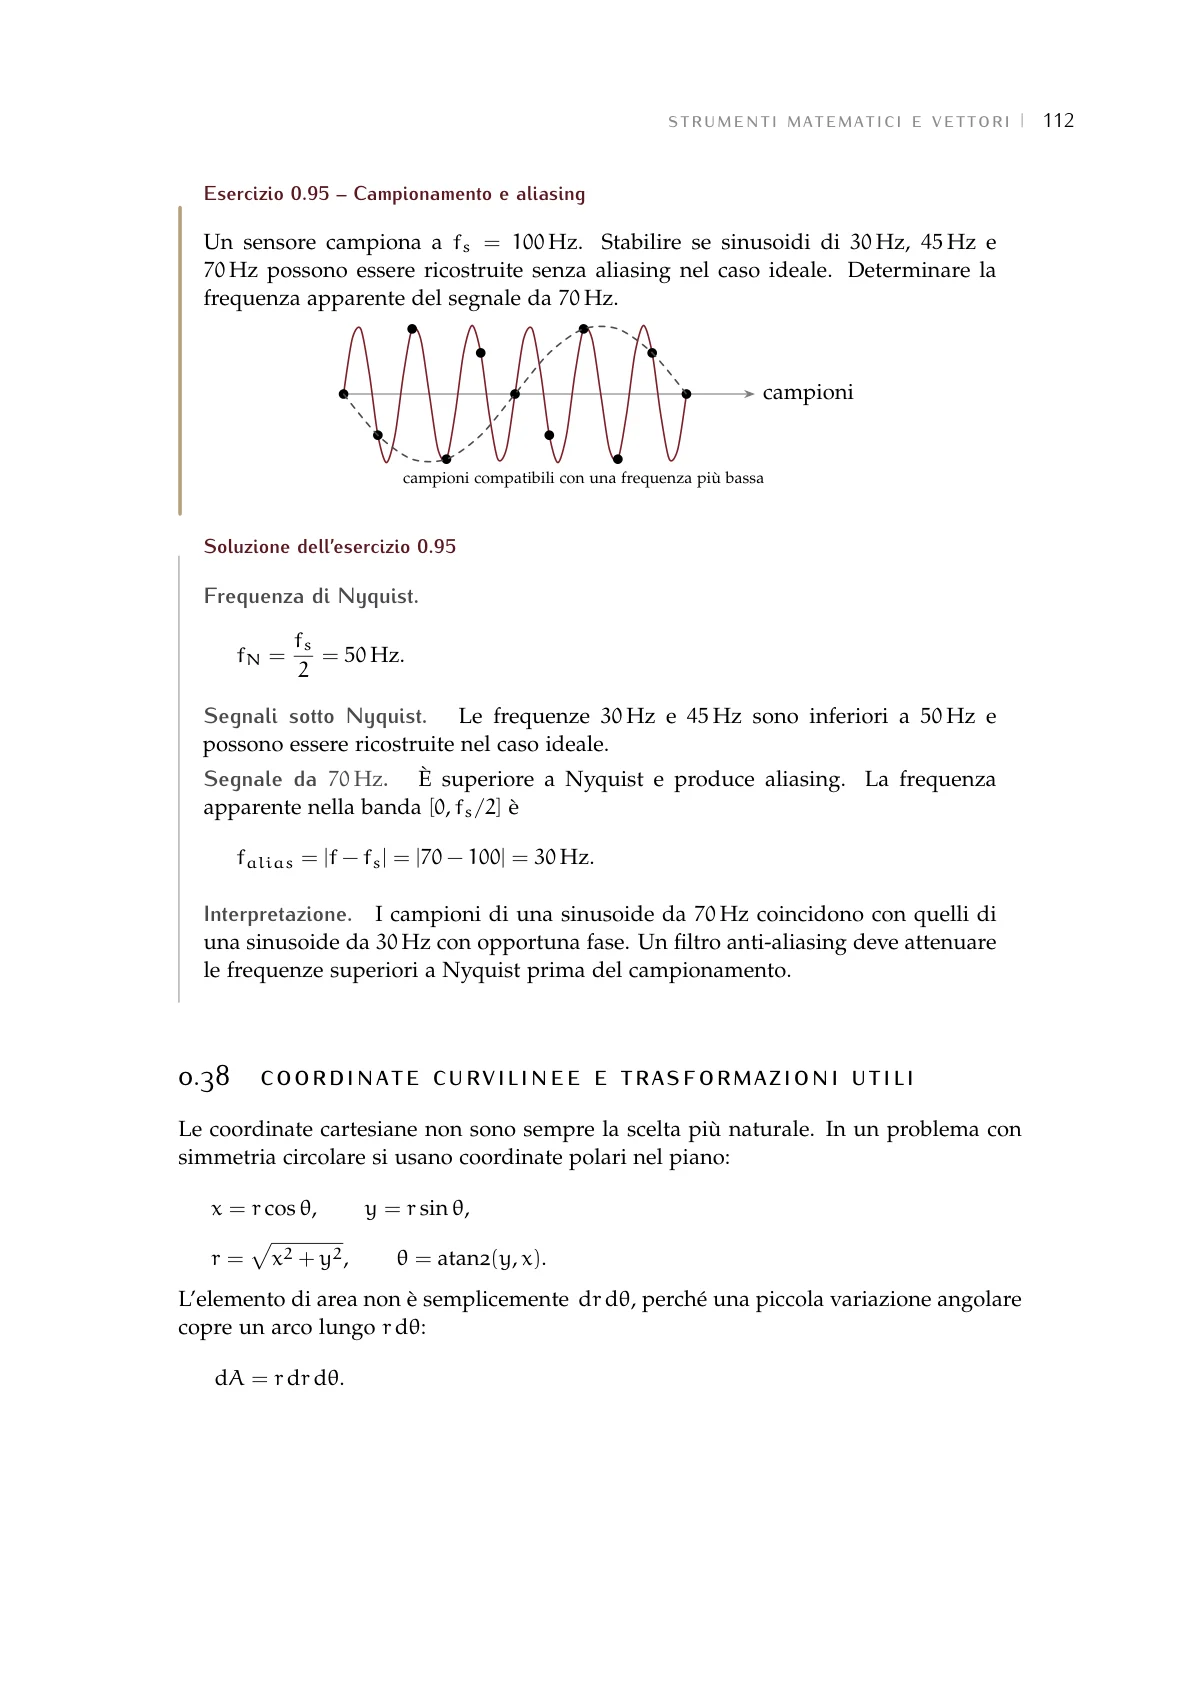 STRUMENTI MATEMATICI E VETTORI | 112
Esercizio 0.95 – Campionamento e aliasing
Un sensore campiona a fₛ = 100 Hz. Stabilire se sinusoidi di 30 Hz, 45 Hz e
70 Hz possono essere ricostruite senza aliasing nel caso ideale. Determinare la
frequenza apparente del segnale da 70 Hz.
campioni
campioni compatibili con una frequenza più bassa
Soluzione dell'esercizio 0.95
Frequenza di Nyquist.
f_N = f_s/2 = 50 Hz.
Segnali sotto Nyquist. Le frequenze 30 Hz e 45 Hz sono inferiori a 50 Hz e
possono essere ricostruite nel caso ideale.
Segnale da 70 Hz. È superiore a Nyquist e produce aliasing. La frequenza
apparente nella banda [0, f_s/2] è
f_alias = |f − f_s| = |70 − 100| = 30 Hz.
Interpretazione. I campioni di una sinusoide da 70 Hz coincidono con quelli di
una sinusoide da 30 Hz con opportuna fase. Un filtro anti-aliasing deve attenuare
le frequenze superiori a Nyquist prima del campionamento.
0.38 COORDINATE CURVILINEE E TRASFORMAZIONI UTILI
Le coordinate cartesiane non sono sempre la scelta più naturale. In un problema con
simmetria circolare si usano coordinate polari nel piano:
x = r cos θ, y = r sin θ,
r = √(x² + y²), θ = atan2(y, x).
L'elemento di area non è semplicemente dr dθ, perché una piccola variazione angolare
copre un arco lungo r dθ:
dA = r dr dθ.